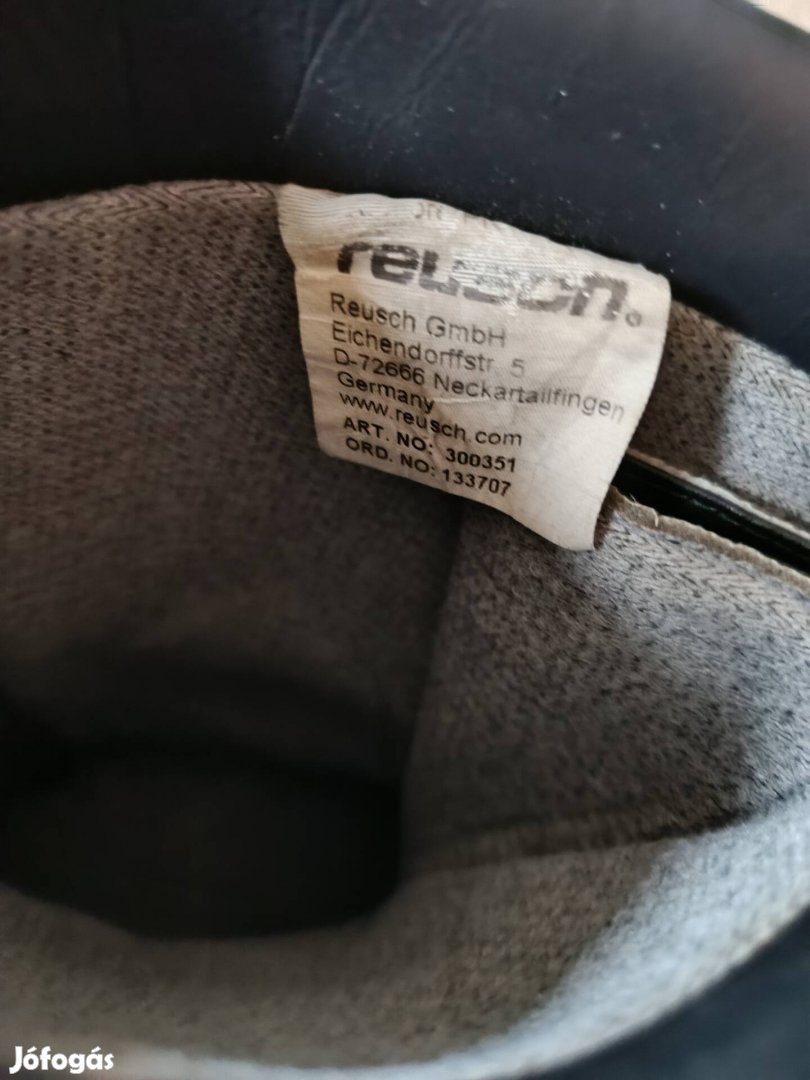 reusch.
Reusch GmbH
Eichendorffstr. 5
D-72666 Neckartailfingen
Germany
www.reusch.com
ART. NO: 300351
ORD. NO: 133707
Jófogás